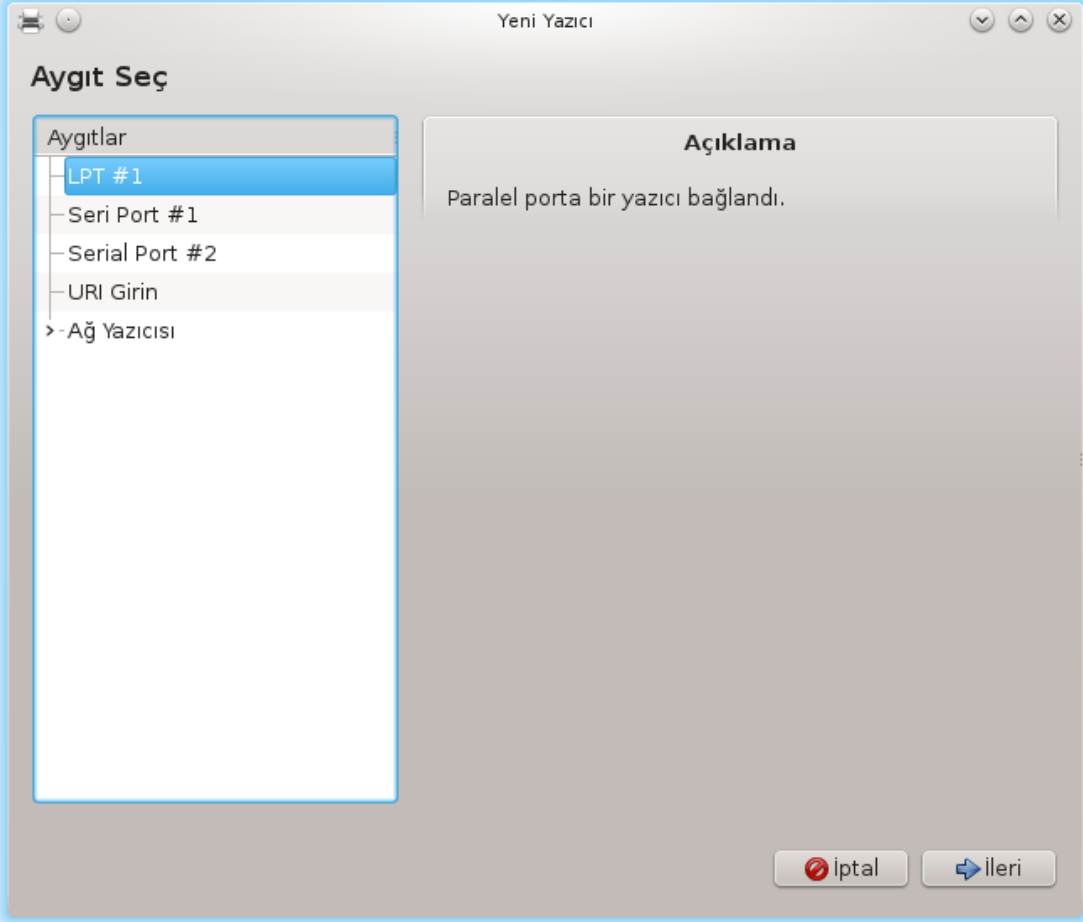 Yeni Yazıcı
Aygıt Seç
Aygıtlar
LPT #1
Seri Port #1
Serial Port #2
URI Girin
Ağ Yazıcısı
Açıklama
Paralel porta bir yazıcı bağlandı.
İptal
İleri